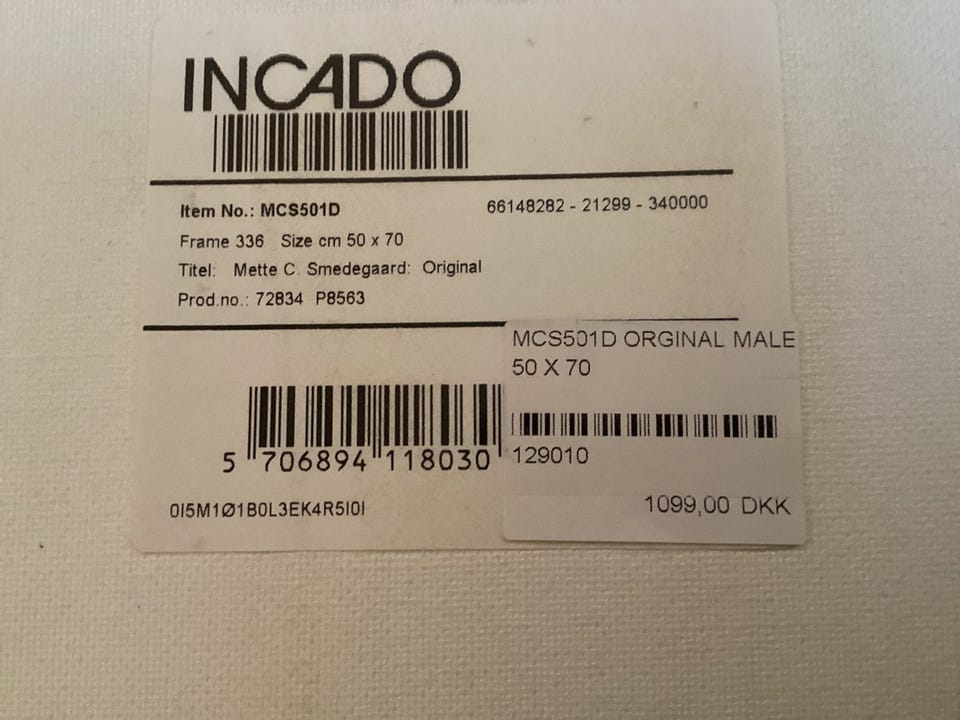 INCADO
Item No.: MCS501D
66148282 - 21299 - 340000
Frame 336 Size cm 50 x 70
Titel: Mette C. Smedegaard: Original
Prod.no.: 72834 P8563
MCS501D ORGINAL MALE
50 X 70
5 706894 118030
129010
1099,00 DKK
0I5M1Ø1B0L3EK4R5I0I